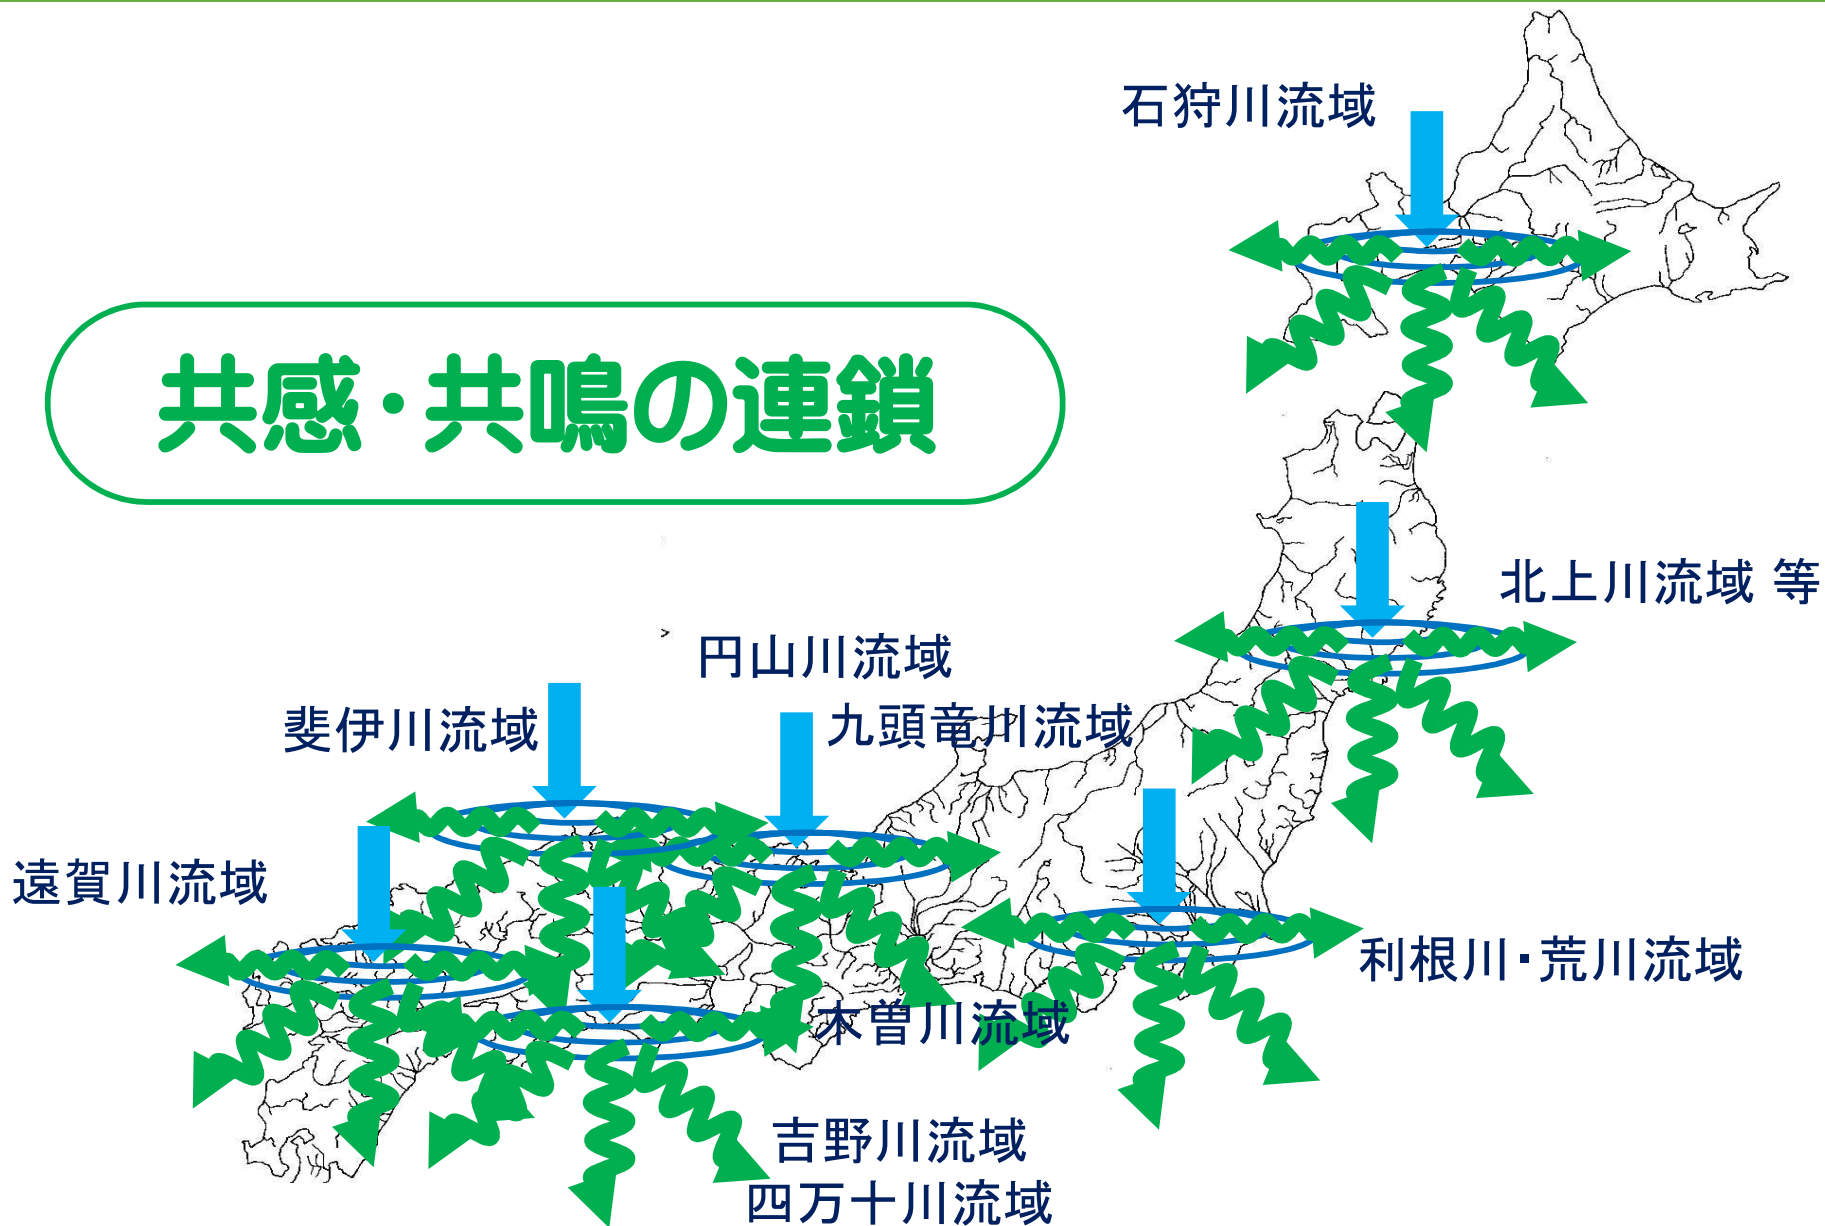 石狩川流域
共感・共鳴の連鎖
北上川流域 等
円山川流域
九頭竜川流域
斐伊川流域
遠賀川流域
利根川・荒川流域
木曽川流域
吉野川流域
四万十川流域